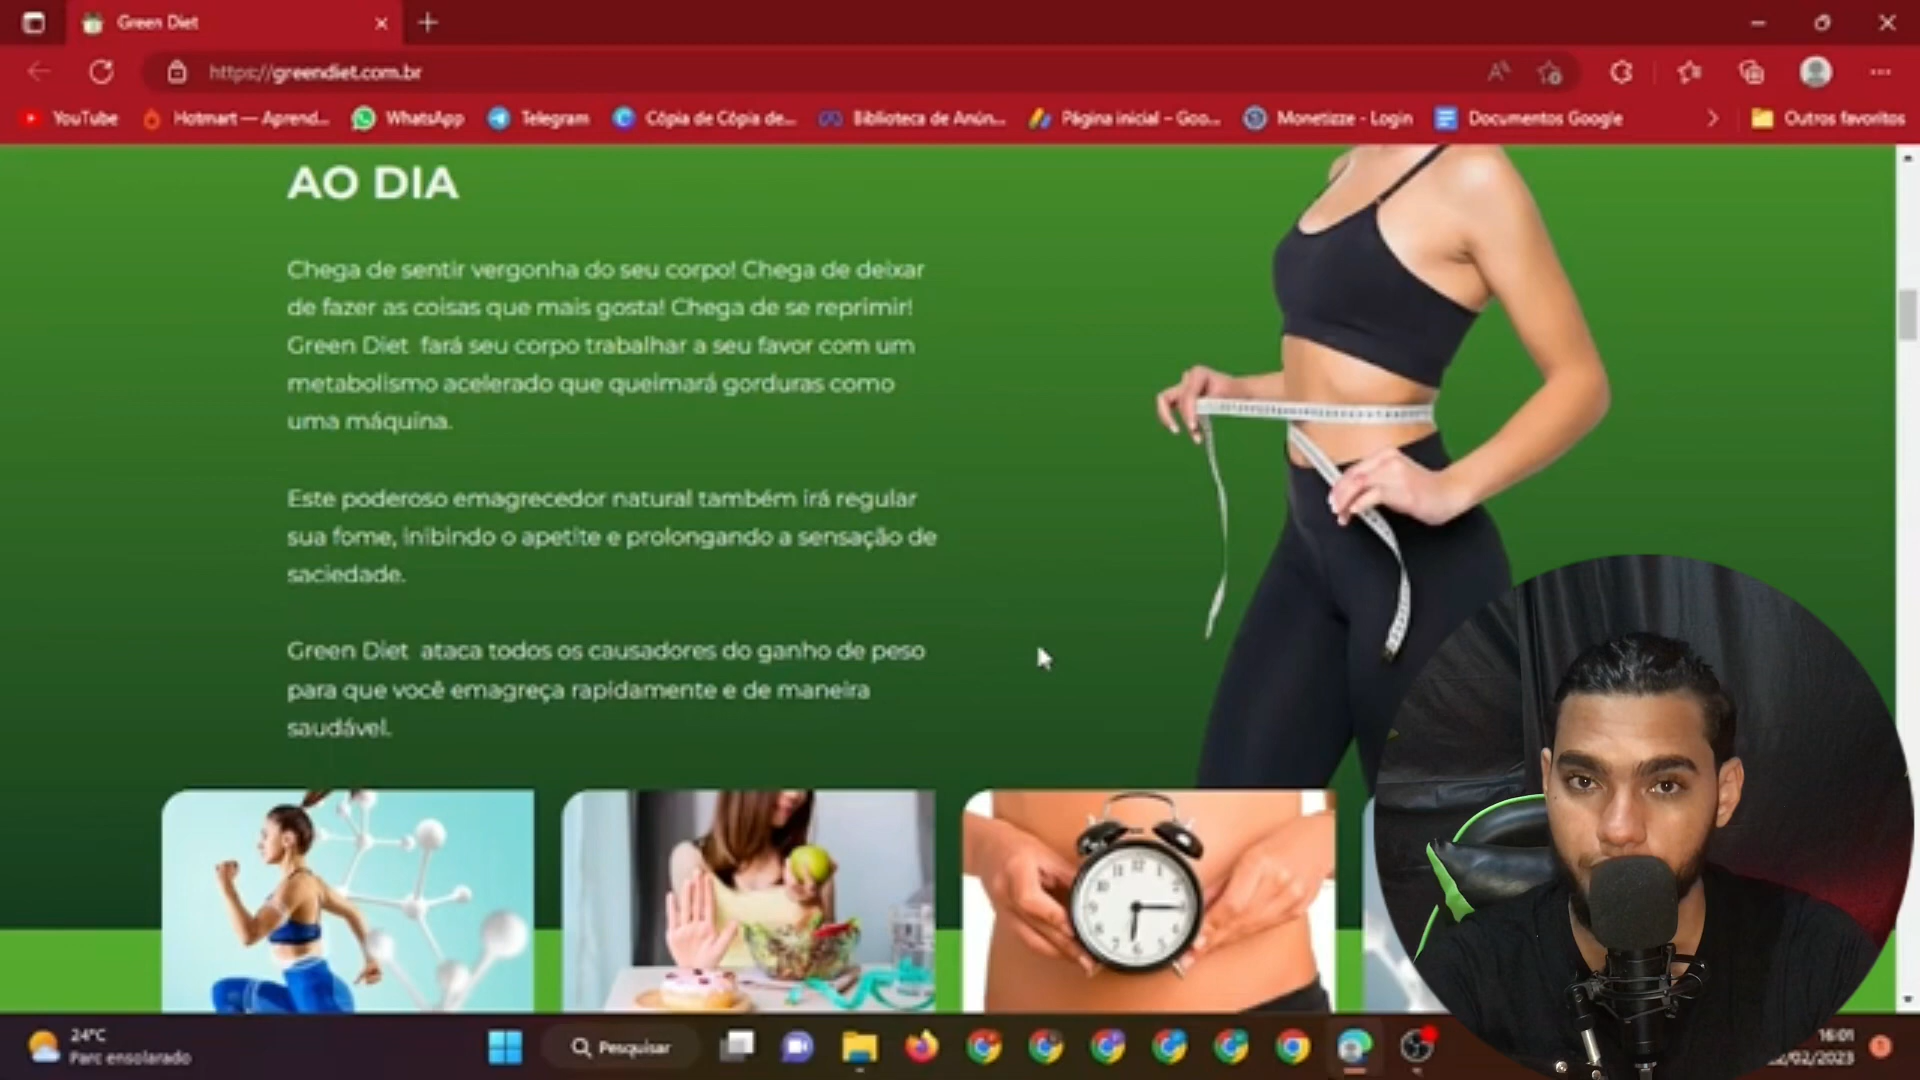 Green Diet
https://greendiet.com.br
YouTube
Hotmart — Aprend...
WhatsApp
Telegram
Cópia de Cópia de...
Biblioteca de Anún...
Página inicial – Goo...
Monetizze - Login
Documentos Google
Outros favoritos
AO DIA
Chega de sentir vergonha do seu corpo! Chega de deixar
de fazer as coisas que mais gosta! Chega de se reprimir!
Green Diet fará seu corpo trabalhar a seu favor com um
metabolismo acelerado que queimará gorduras como
uma máquina.
Este poderoso emagrecedor natural também irá regular
sua fome, inibindo o apetite e prolongando a sensação de
saciedade.
Green Diet ataca todos os causadores do ganho de peso
para que você emagreça rapidamente e de maneira
saudável.
24°C
Parc ensolarado
Pesquisar
16:01
/02/2023